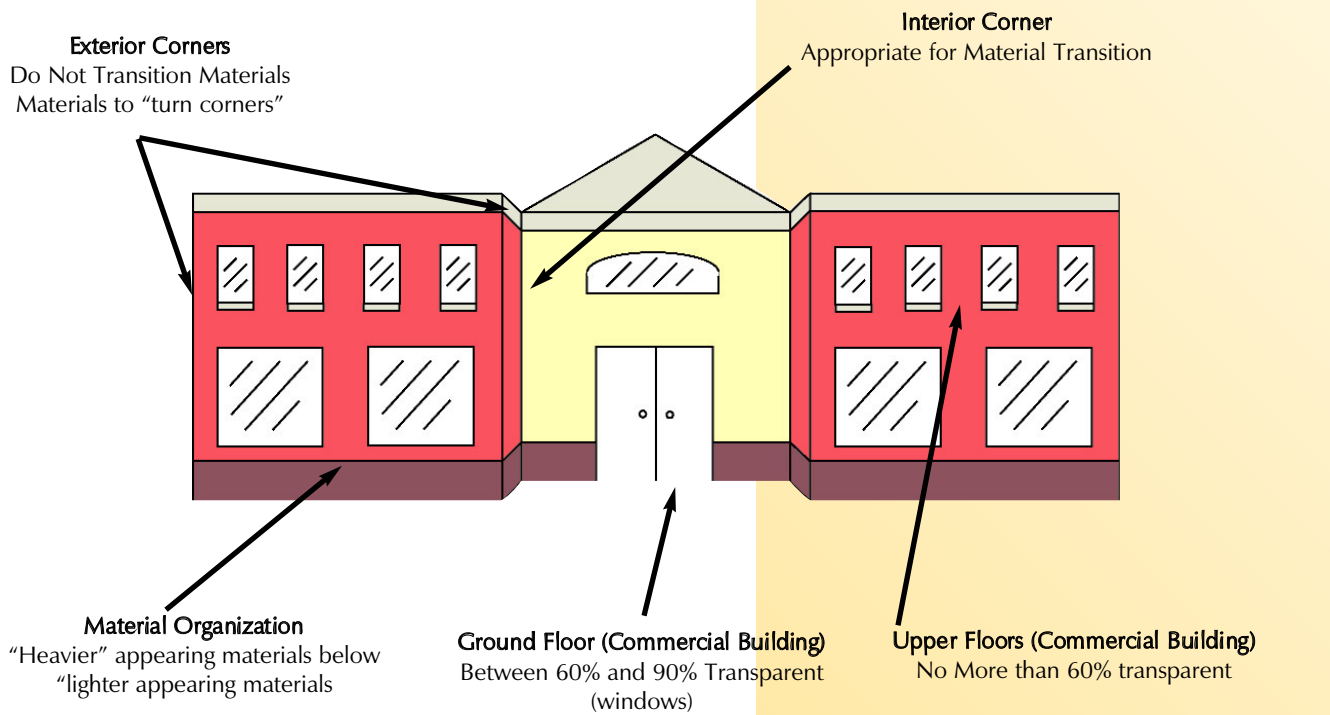 Interior Corner
Appropriate for Material Transition
Exterior Corners
Do Not Transition Materials
Materials to “turn corners”
Material Organization
“Heavier” appearing materials below
“lighter appearing materials
Ground Floor (Commercial Building)
Between 60% and 90% Transparent
(windows)
Upper Floors (Commercial Building)
No More than 60% transparent